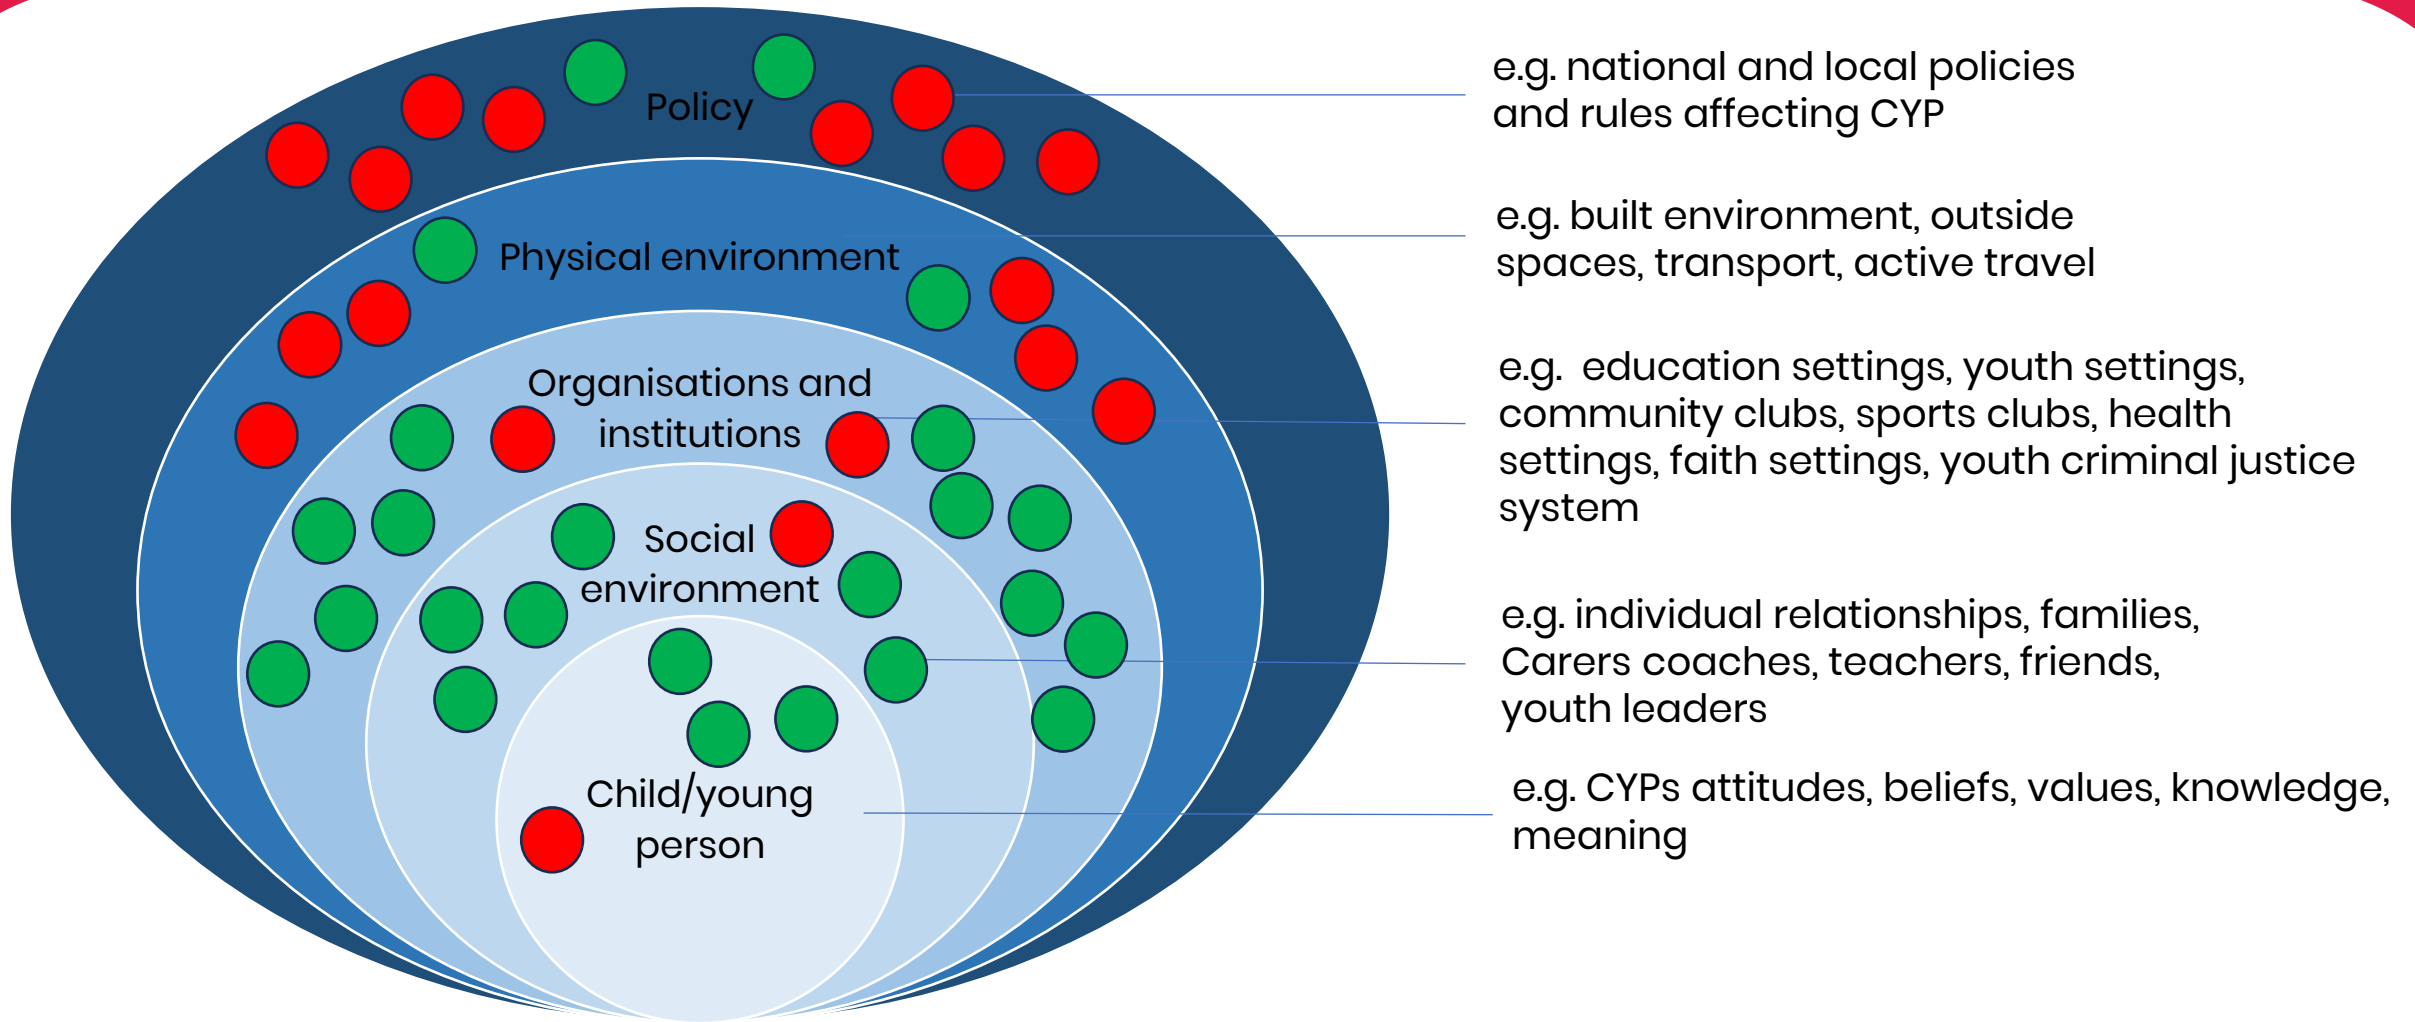 Policy
e.g. national and local policies
and rules affecting CYP
Physical environment
e.g. built environment, outside
spaces, transport, active travel
Organisations and
institutions
e.g.  education settings, youth settings,
community clubs, sports clubs, health
settings, faith settings, youth criminal justice
system
Social
environment
e.g. individual relationships, families,
Carers coaches, teachers, friends,
youth leaders
Child/young
person
e.g. CYPs attitudes, beliefs, values, knowledge,
meaning